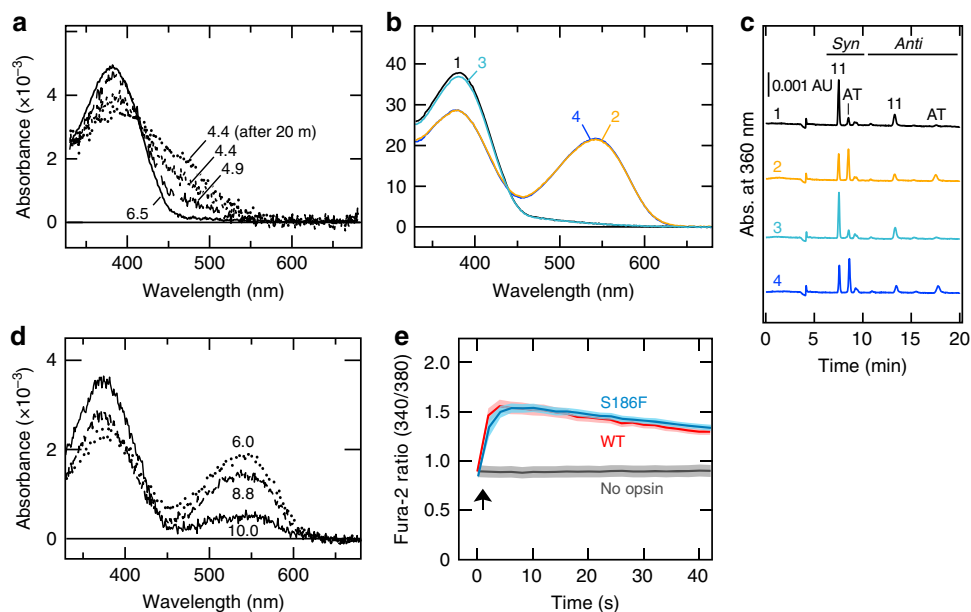 a
Absorbance (×10⁻³)
6
4
2
0
4.4 (after 20 m)
4.4
4.9
6.5
400 500 600
Wavelength (nm)
b
40
30
20
10
0
1
3
4
2
400 500 600
Wavelength (nm)
c
Abs. at 360 nm
Syn Anti
11
0.001 AU
AT
11
AT
1
2
3
4
0 5 10 15 20
Time (min)
d
Absorbance (×10⁻³)
4
2
0
6.0
8.8
10.0
400 500 600
Wavelength (nm)
e
Fura-2 ratio (340/380)
2.0
1.5
1.0
0.5
0
S186F
WT
No opsin
0 10 20 30 40
Time (s)